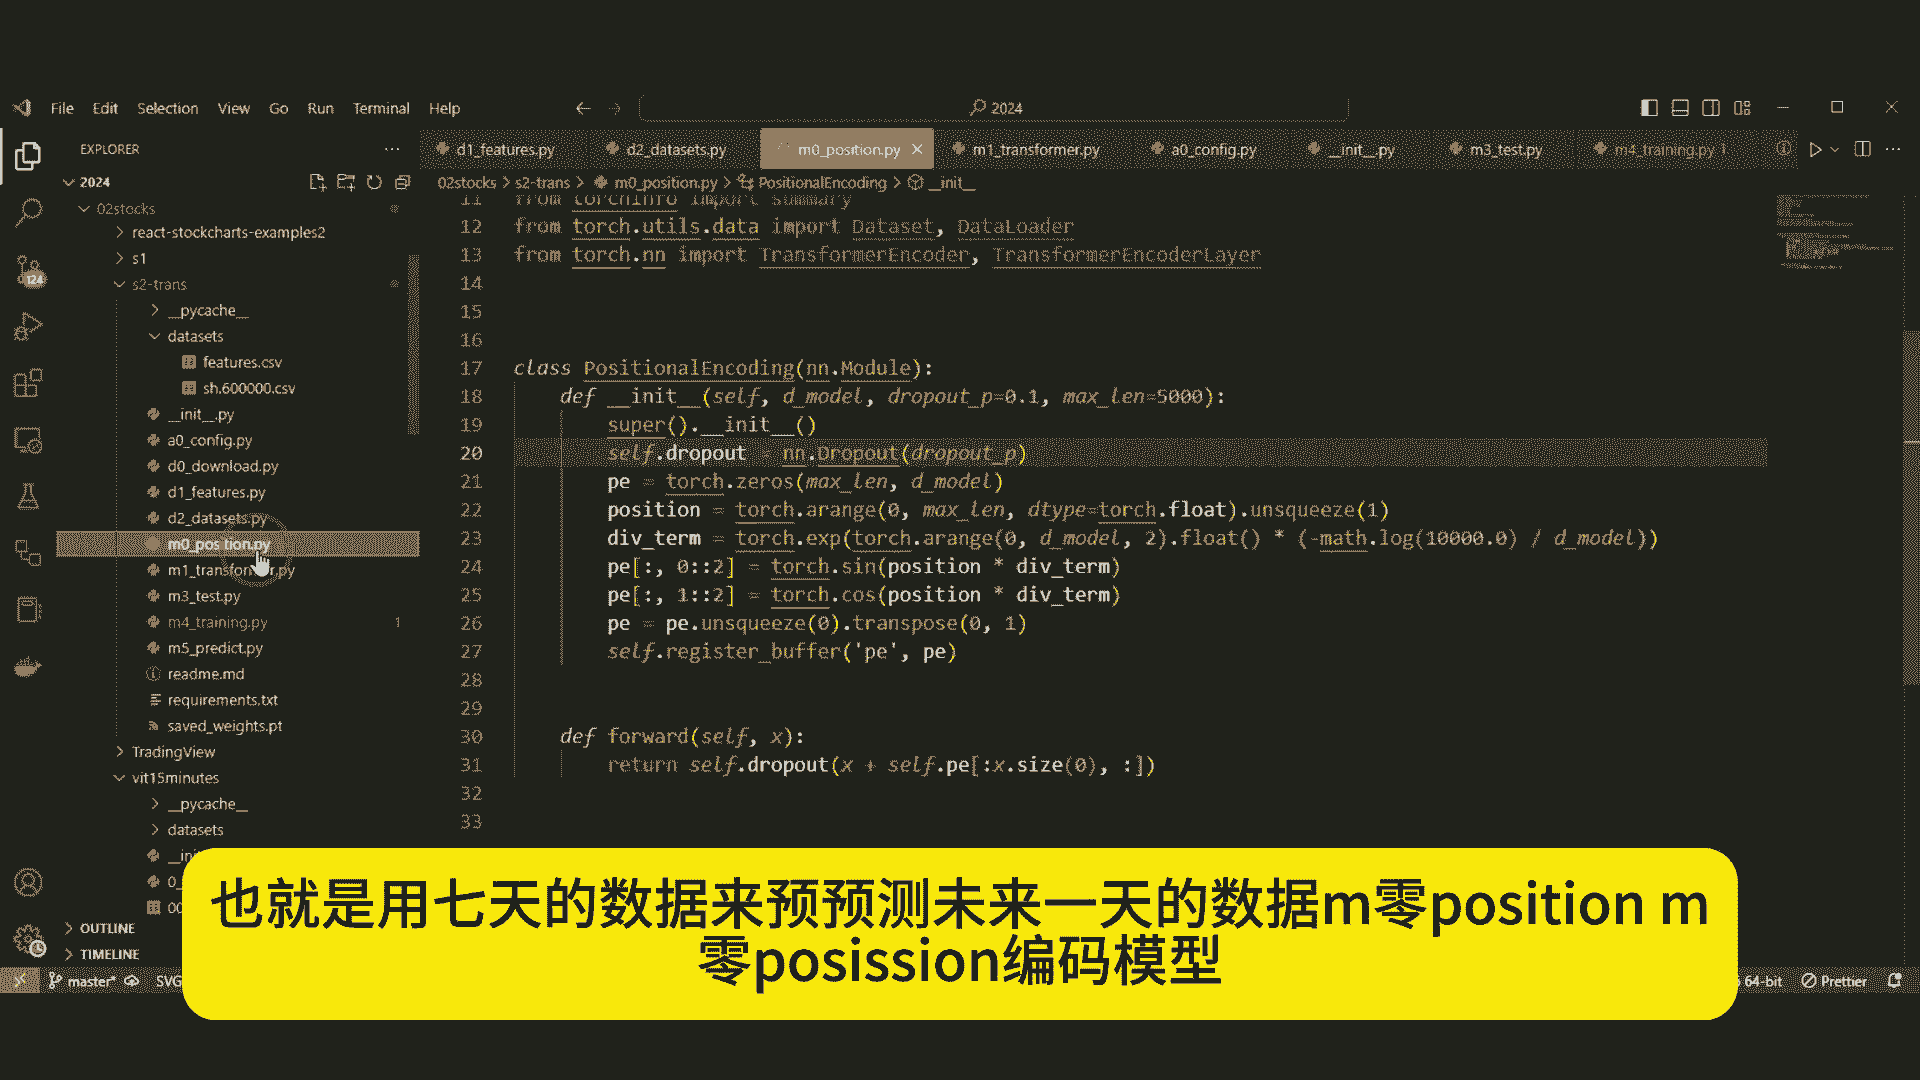 File Edit Selection View Go Run Terminal Help
2024
EXPLORER
d1_features.py
d2_datasets.py
m0_position.py
m1_transformer.py
a0_config.py
__init__.py
m3_test.py
m4_training.py 1
2024
02stocks > s2-trans > m0_position.py > PositionalEncoding > __init__
02stocks
react-stockcharts-examples2
s1
s2-trans
__pycache__
datasets
features.csv
sh.600000.csv
__init__.py
a0_config.py
d0_download.py
d1_features.py
d2_datasets.py
m0_position.py
m1_transformer.py
m3_test.py
m4_training.py 1
m5_predict.py
readme.md
requirements.txt
saved_weights.pt
TradingView
vit15minutes
__pycache__
datasets
OUTLINE
TIMELINE
124
11 from torchinfo import summary
12 from torch.utils.data import Dataset, DataLoader
13 from torch.nn import TransformerEncoder, TransformerEncoderLayer
14
15
16
17 class PositionalEncoding(nn.Module):
18 def __init__(self, d_model, dropout_p=0.1, max_len=5000):
19 super().__init__()
20 self.dropout = nn.Dropout(dropout_p)
21 pe = torch.zeros(max_len, d_model)
22 position = torch.arange(0, max_len, dtype=torch.float).unsqueeze(1)
23 div_term = torch.exp(torch.arange(0, d_model, 2).float() * (-math.log(10000.0) / d_model))
24 pe[:, 0::2] = torch.sin(position * div_term)
25 pe[:, 1::2] = torch.cos(position * div_term)
26 pe = pe.unsqueeze(0).transpose(0, 1)
27 self.register_buffer('pe', pe)
28
29
30 def forward(self, x):
31 return self.dropout(x + self.pe[:x.size(0), :])
32
33
也就是用七天的数据来预预测未来一天的数据m零position m
零posission编码模型
master* SVG
64-bit Prettier